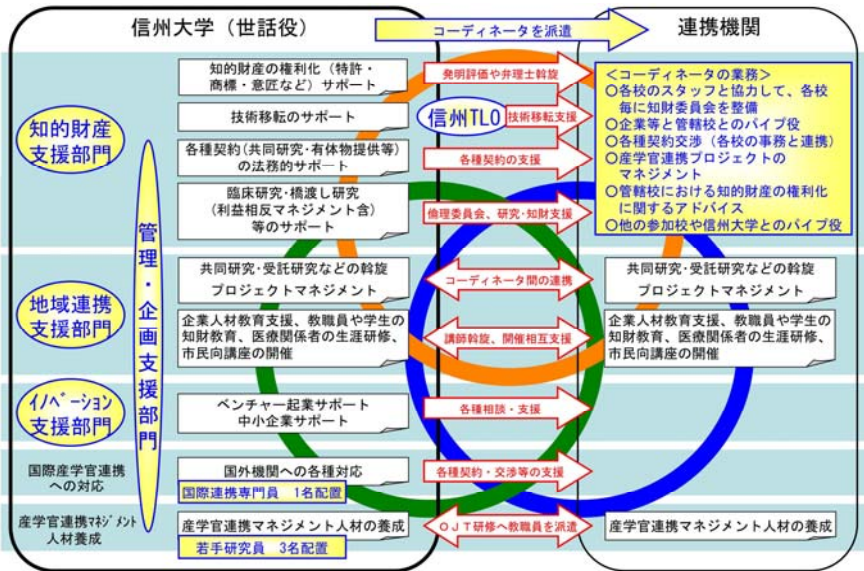 信州大学（世話役）
コーディネータを派遣
連携機関
知的財産
支援部門
地域連携
支援部門
ｲﾉﾍﾞｰｼｮﾝ
支援部門
管理・企画支援部門
国際産学官連携
への対応
産学官連携ﾏﾈｼﾞﾒﾝﾄ
人材養成
知的財産の権利化（特許・
商標・意匠など）サポート
技術移転のサポート
各種契約(共同研究・有体物提供等)
の法務的サポート
臨床研究・橋渡し研究
（利益相反マネジメント含）
等のサポート
共同研究・受託研究などの斡旋
プロジェクトマネジメント
企業人材教育支援、教職員や学生の
知財教育、医療関係者の生涯研修、
市民向講座の開催
ベンチャー起業サポート
中小企業サポート
国外機関への各種対応
国際連携専門員　1名配置
産学官連携マネジメント人材の養成
若手研究員　3名配置
発明評価や弁理士斡旋
信州TLO
技術移転支援
各種契約の支援
倫理委員会、研究・知財支援
コーディネータ間の連携
講師斡旋、開催相互支援
各種相談・支援
各種契約・交渉等の支援
ＯＪＴ研修へ教職員を派遣
＜コーディネータの業務＞
○各校のスタッフと協力して、各校
毎に知財委員会を整備
○企業等と管轄校とのパイプ役
○各種契約交渉（各校の事務と連携）
○産学官連携プロジェクトの
マネジメント
○管轄校における知的財産の権利化
に関するアドバイス
○他の参加校や信州大学とのパイプ役
共同研究・受託研究などの斡旋
プロジェクトマネジメント
企業人材教育支援、教職員や学生の
知財教育、医療関係者の生涯研修、
市民向講座の開催
産学官連携マネジメント人材の養成